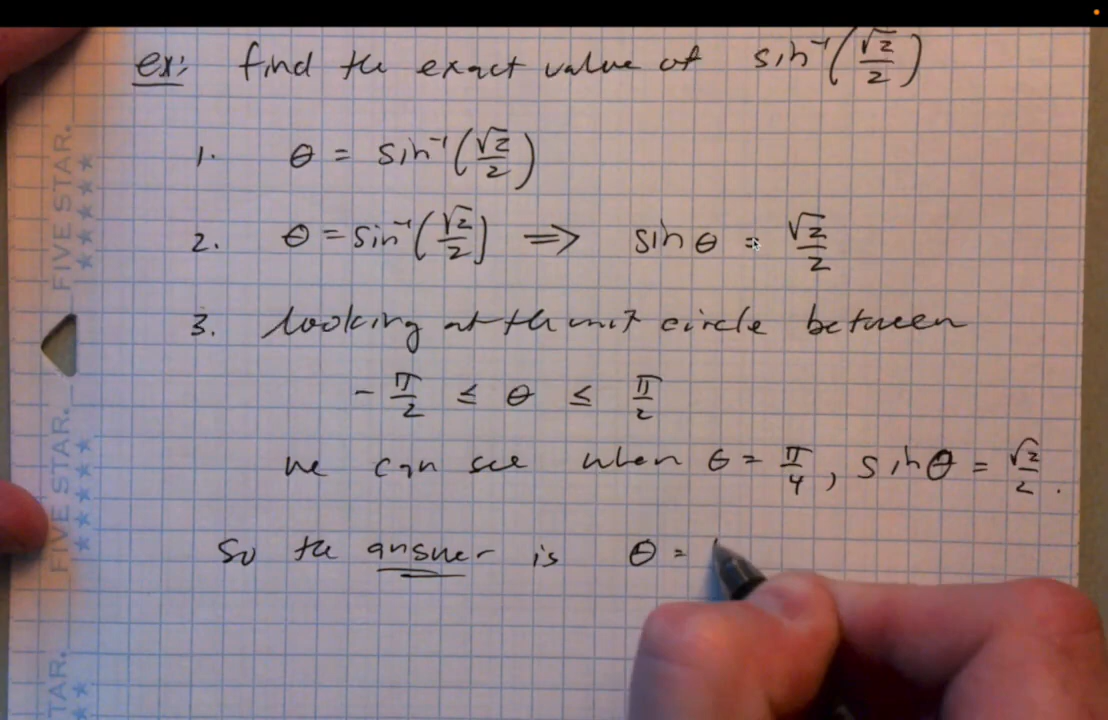 ex: find the exact value of sin⁻¹(√2/2)
1. θ = sin⁻¹(√2/2)
2. θ = sin⁻¹(√2/2) ⇒ sin θ = √2/2
3. looking at the unit circle between
-π/2 ≤ θ ≤ π/2
we can see when θ = π/4, sin θ = √2/2.
So the answer is θ =
FIVE STAR.
FIVE STAR.
TAR.